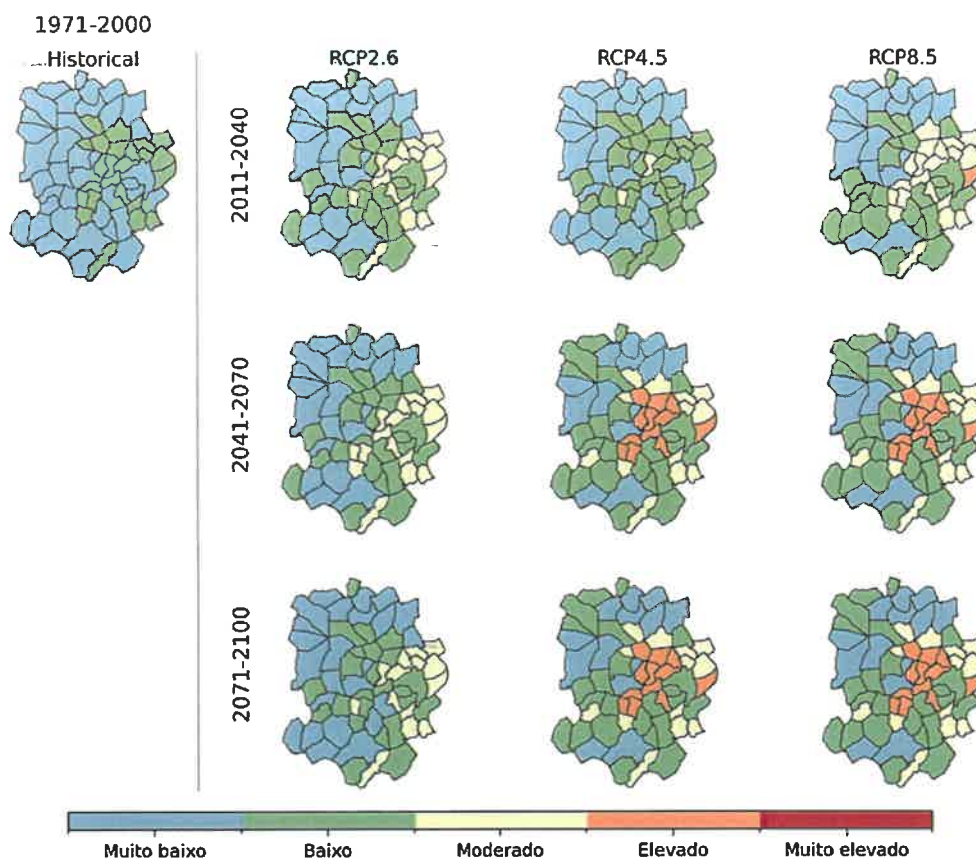 1971-2000
Historical
RCP2.6
RCP4.5
RCP8.5
2011-2040
2041-2070
2071-2100
Muito baixo
Baixo
Moderado
Elevado
Muito elevado